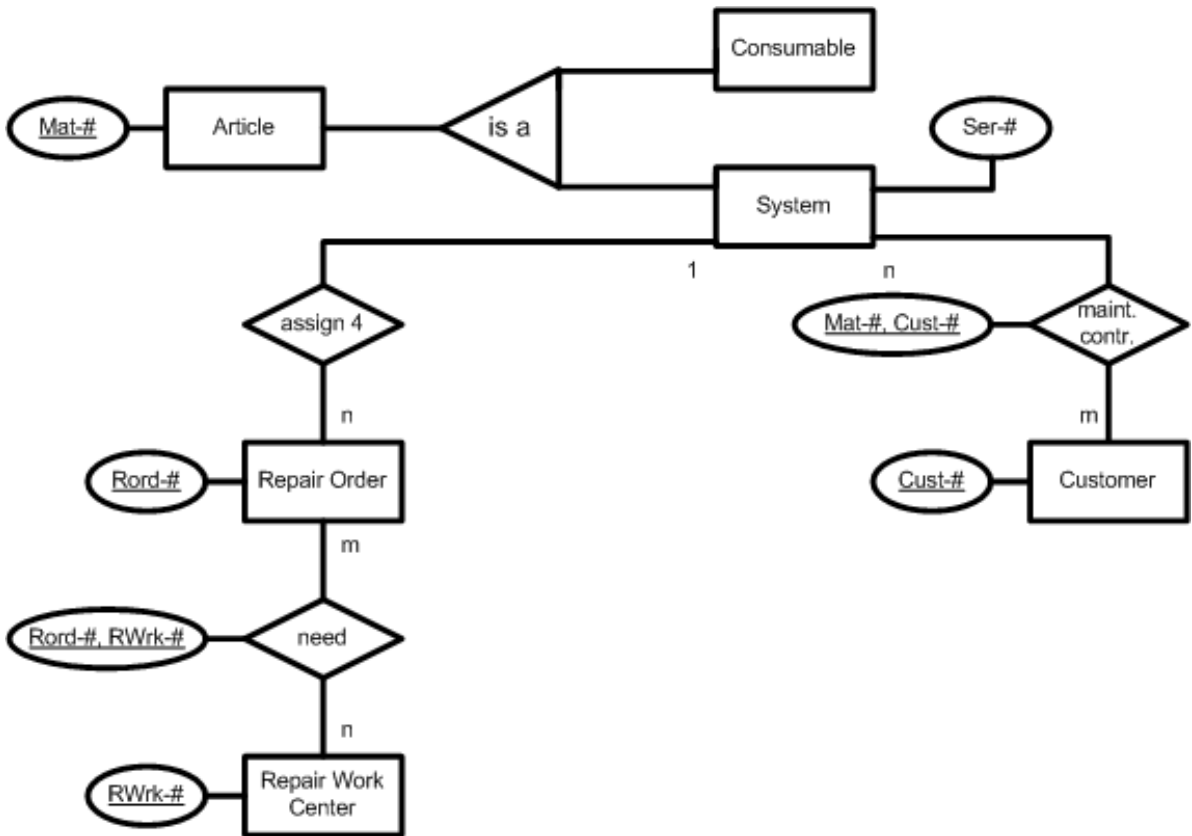 Consumable
Mat-#
Article
is a
Ser-#
System
1
n
assign 4
Mat-#, Cust-#
maint.
contr.
n
m
Rord-#
Repair Order
Cust-#
Customer
m
Rord-#, RWrk-#
need
n
RWrk-#
Repair Work
Center